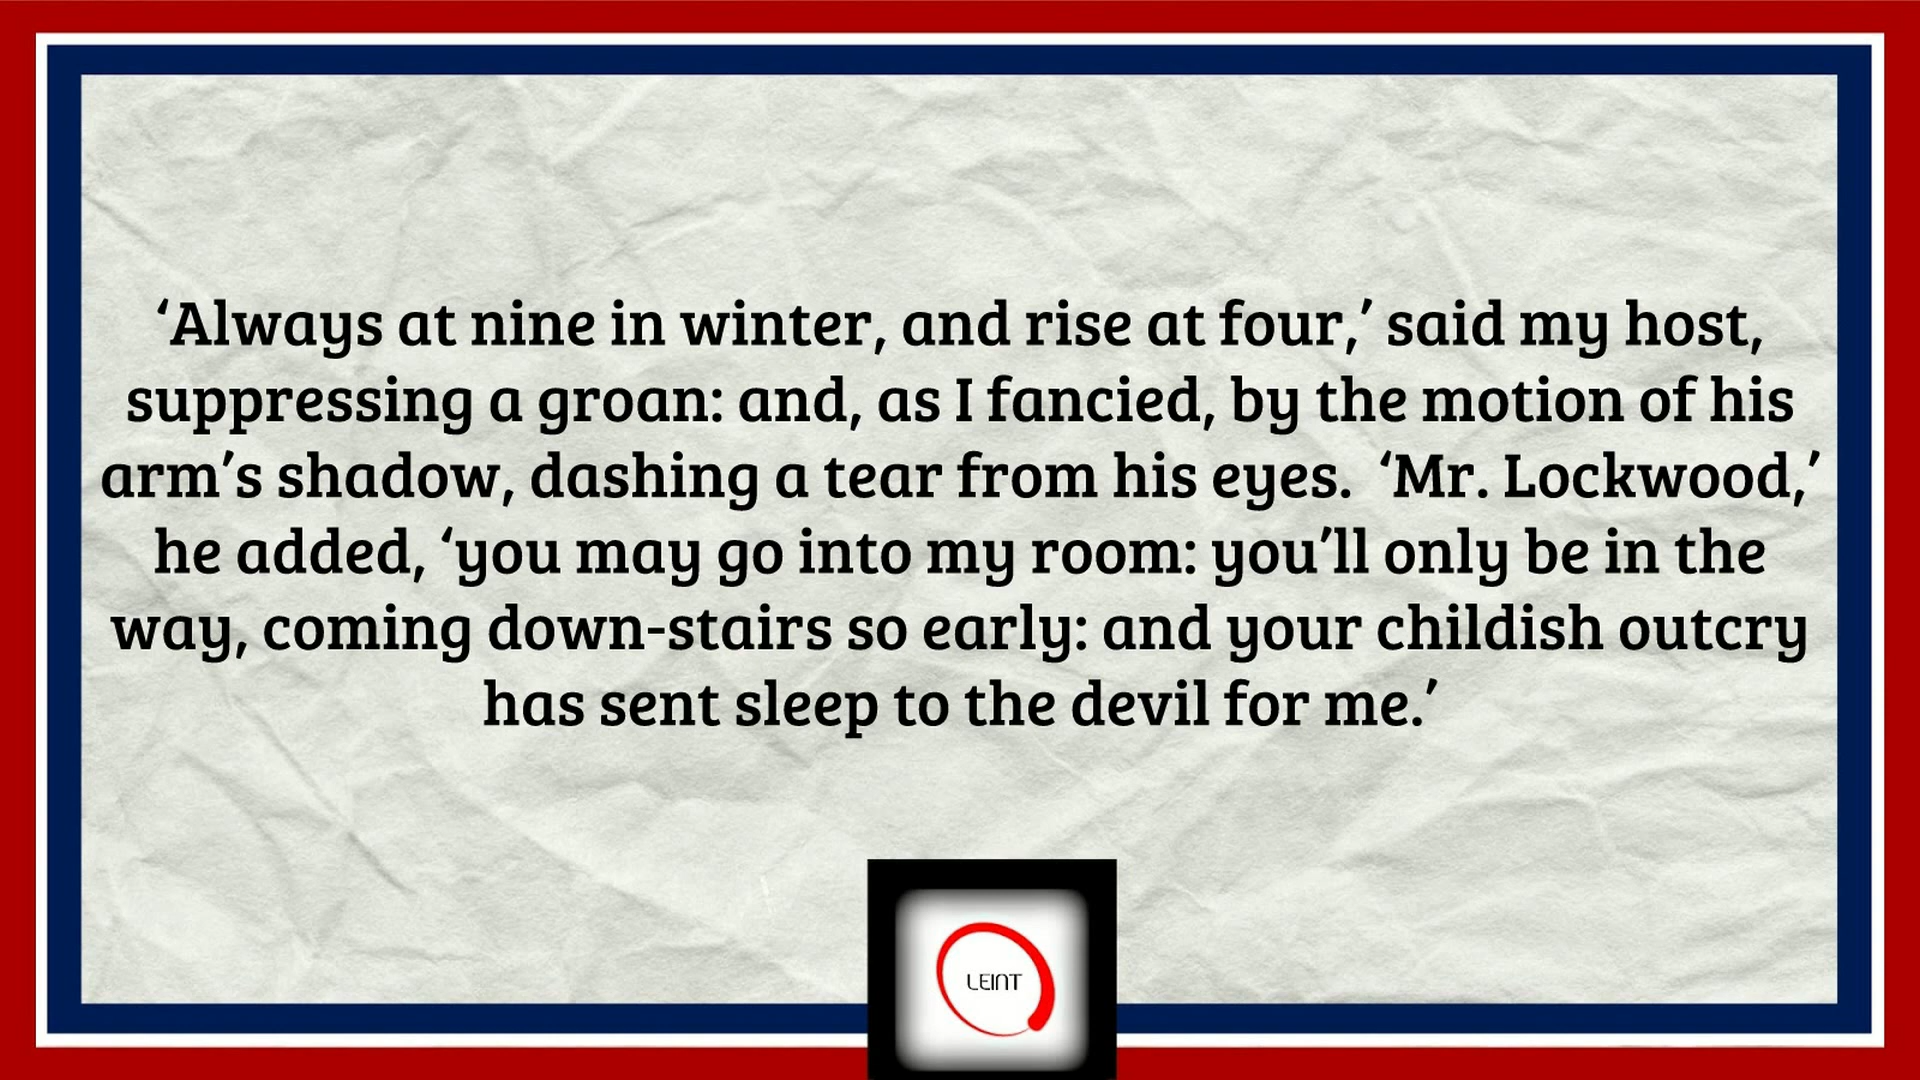 ‘Always at nine in winter, and rise at four,’ said my host,
suppressing a groan: and, as I fancied, by the motion of his
arm’s shadow, dashing a tear from his eyes.  ‘Mr. Lockwood,’
he added, ‘you may go into my room: you’ll only be in the
way, coming down-stairs so early: and your childish outcry
has sent sleep to the devil for me.’
LEINT